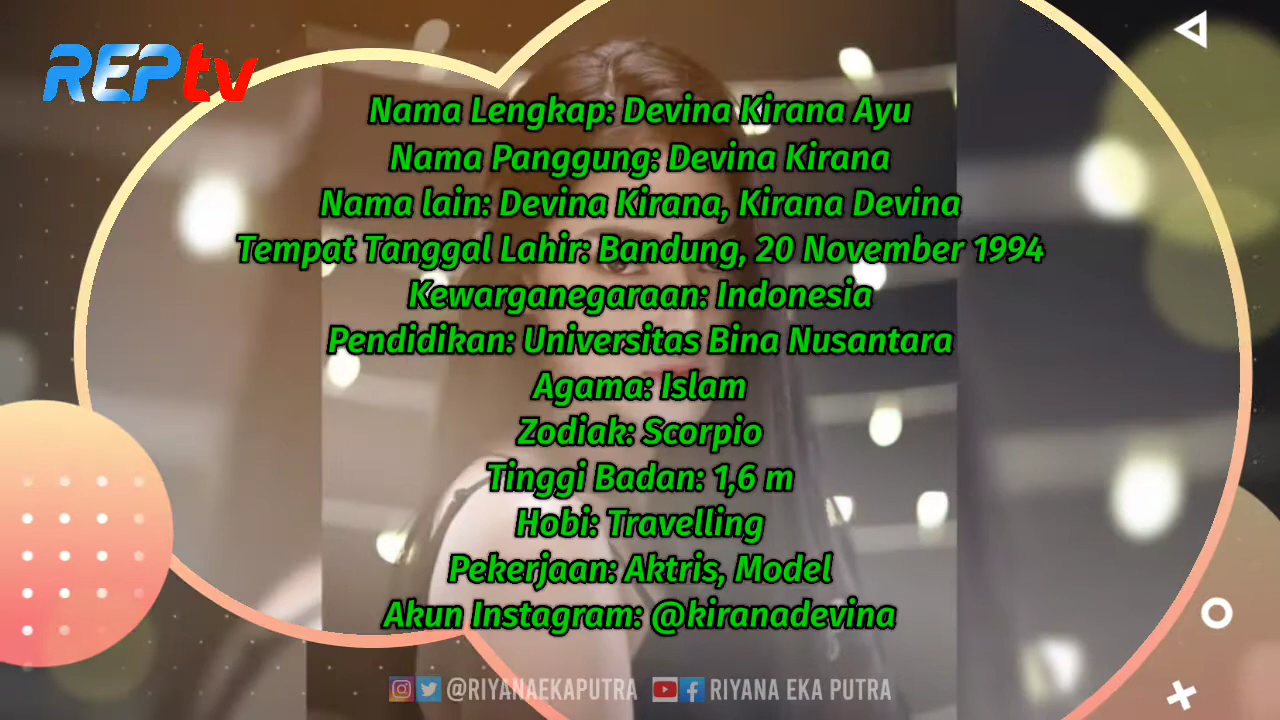 REPtv
Nama Lengkap: Devina Kirana Ayu
Nama Panggung: Devina Kirana
Nama lain: Devina Kirana, Kirana Devina
Tempat Tanggal Lahir: Bandung, 20 November 1994
Kewarganegaraan: Indonesia
Pendidikan: Universitas Bina Nusantara
Agama: Islam
Zodiak: Scorpio
Tinggi Badan: 1,6 m
Hobi: Travelling
Pekerjaan: Aktris, Model
Akun Instagram: @kiranadevina
@RIYANAEKAPUTRA RIYANA EKA PUTRA